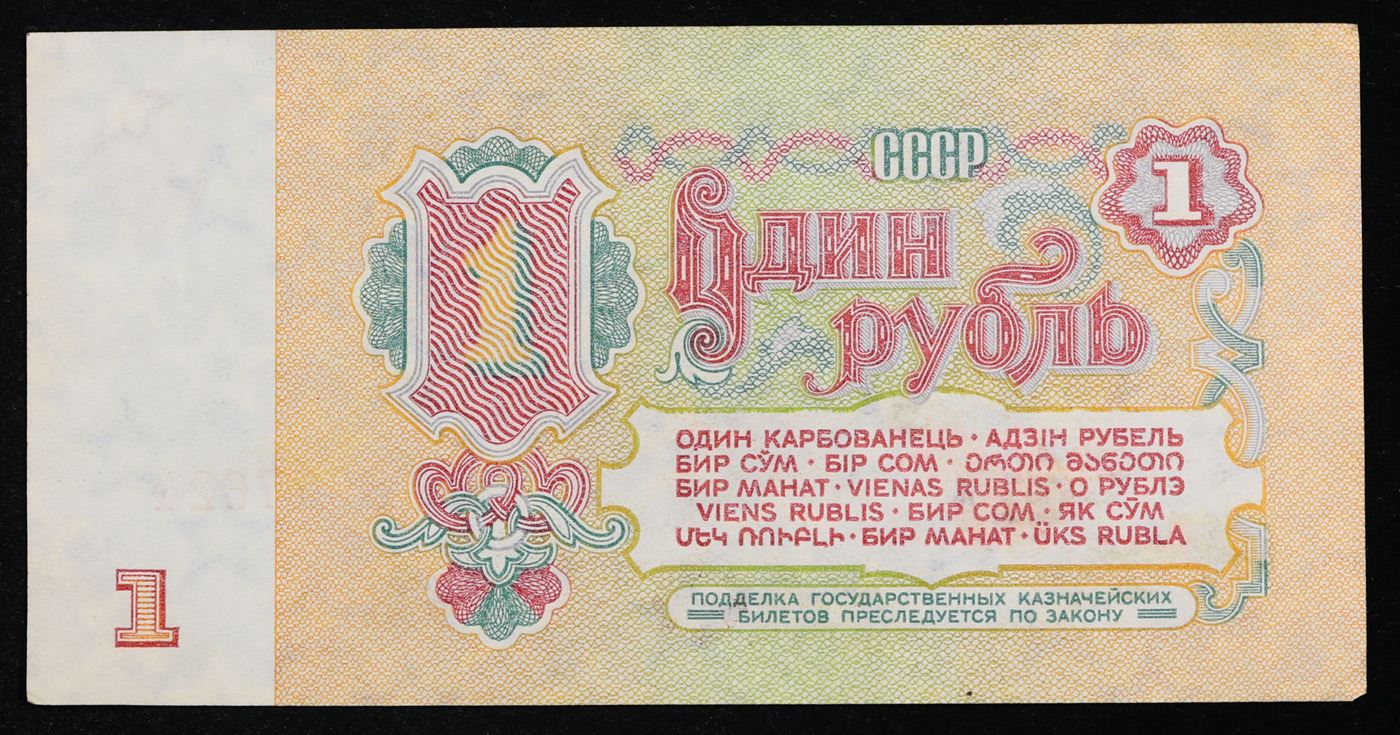 СССР
1
Один
рубль
1
ОДИН КАРБОВАНЕЦЬ · АДЗІН РУБЕЛЬ
БИР СЎМ · БІР СОМ · ᲔᲠᲗᲘ ᲛᲐᲜᲔᲗᲘ
БИР МАНАТ · VIENAS RUBLIS · О РУБЛЭ
VIENS RUBLIS · БИР СОМ · ЯК СӮМ
ՄԵԿ ՌՈՒԲԼԻ · БИР МАНАТ · ÜKS RUBLA
ПОДДЕЛКА ГОСУДАРСТВЕННЫХ КАЗНАЧЕЙСКИХ
БИЛЕТОВ ПРЕСЛЕДУЕТСЯ ПО ЗАКОНУ
1